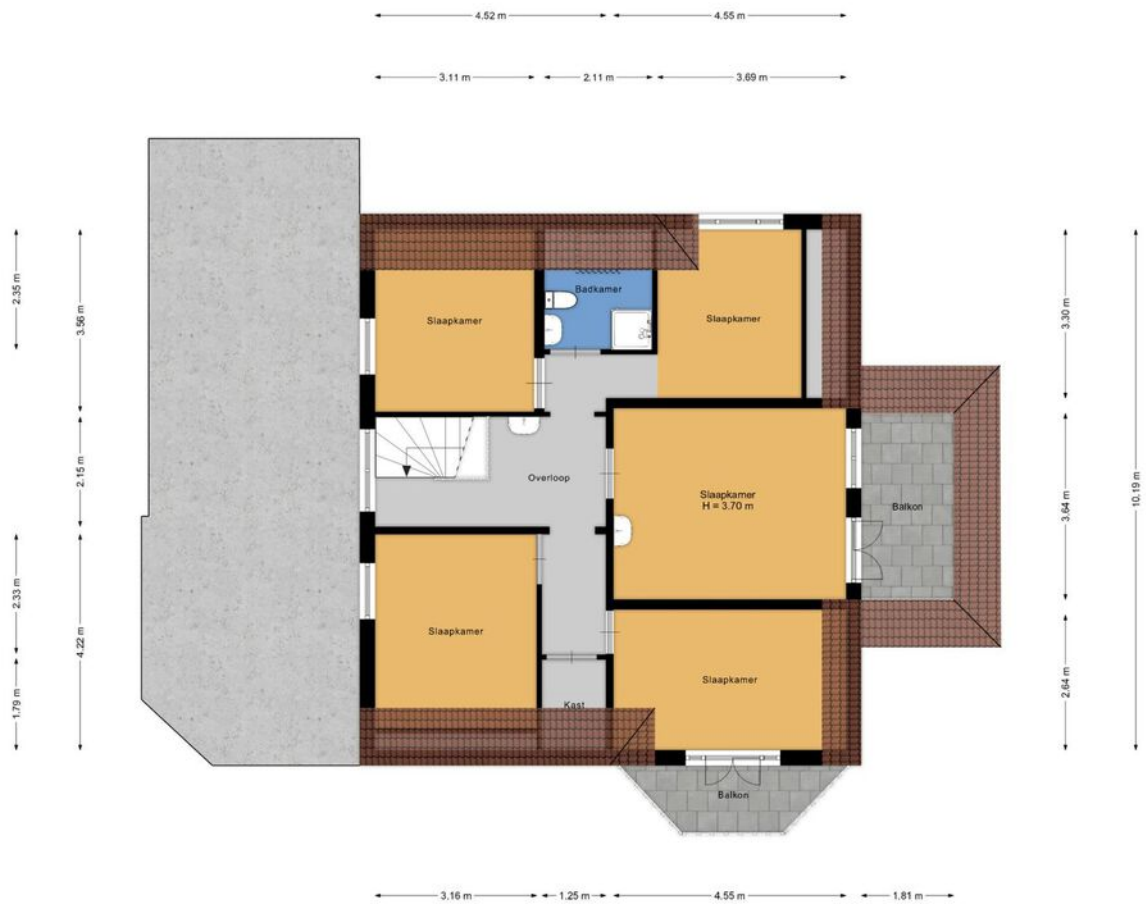 4.52 m
4.55 m
3.11 m
2.11 m
3.69 m
2.35 m
3.56 m
3.30 m
Badkamer
Slaapkamer
Slaapkamer
2.15 m
3.64 m
10.19 m
Overloop
Slaapkamer
H = 3.70 m
Balkon
2.33 m
4.22 m
1.79 m
2.64 m
Slaapkamer
Slaapkamer
Kast
Balkon
3.16 m
1.25 m
4.55 m
1.81 m